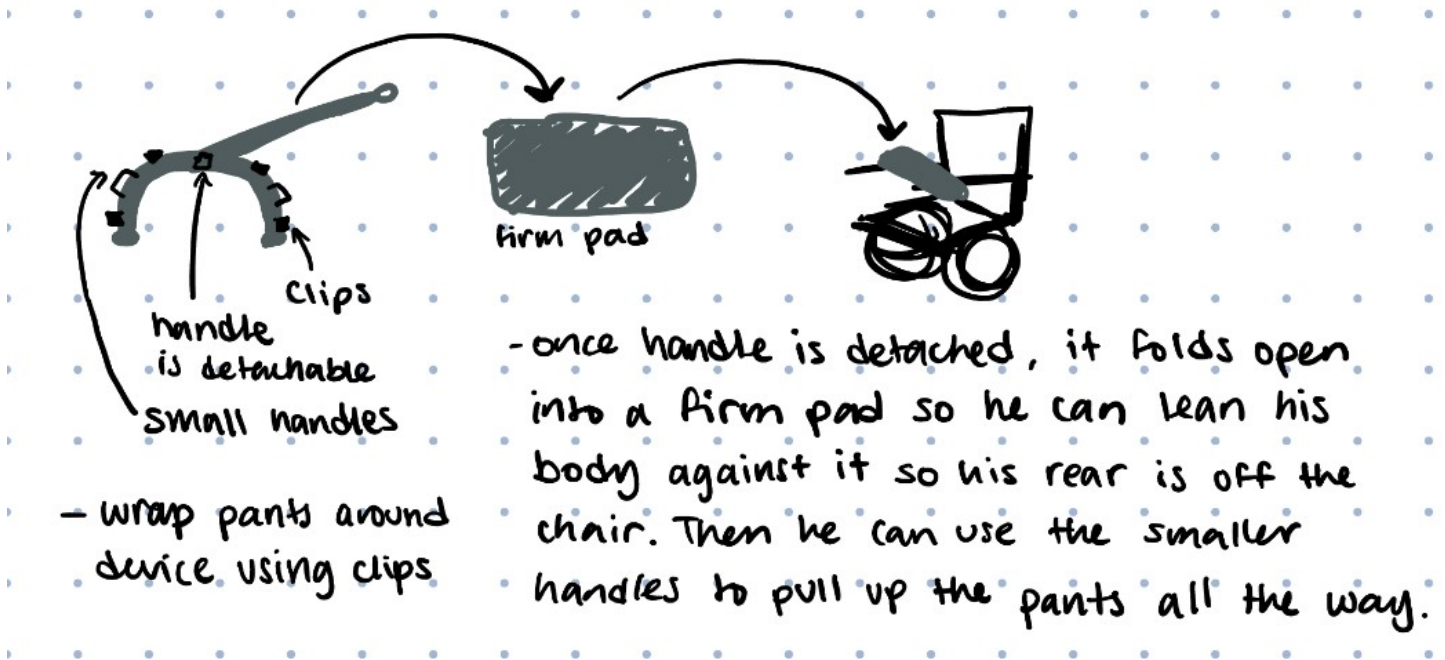 firm pad
clips
handle
is detachable
small handles
- wrap pants around
device using clips
- once handle is detached, it folds open
into a firm pad so he can lean his
body against it so his rear is off the
chair. Then he can use the smaller
handles to pull up the pants all the way.